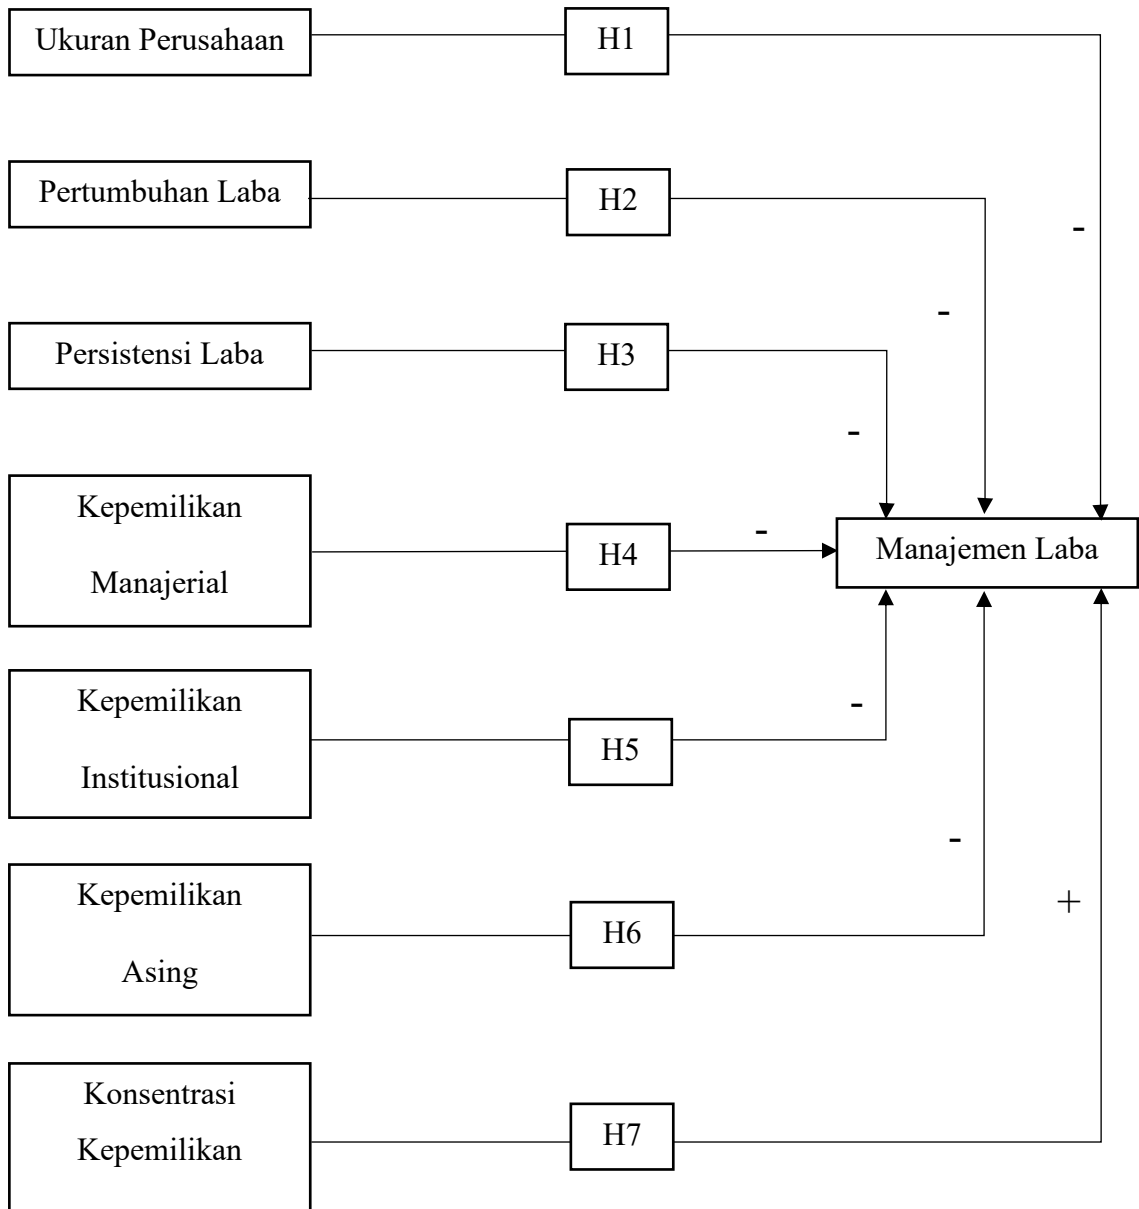 Ukuran Perusahaan
H1
Pertumbuhan Laba
H2
-
-
Persistensi Laba
H3
-
Kepemilikan
Manajerial
H4
-
Manajemen Laba
Kepemilikan
Institusional
H5
-
Kepemilikan
Asing
H6
-
+
Konsentrasi
Kepemilikan
H7